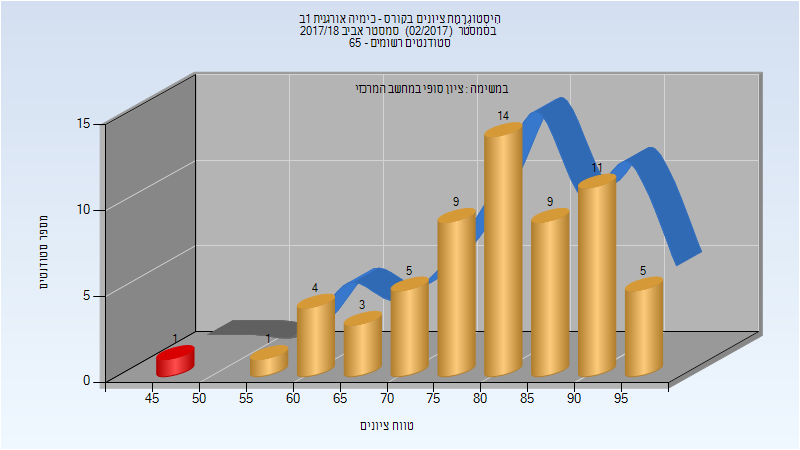 היסטוגרמת ציונים בקורס - כימיה אורגנית 1ב
בסמסטר (02/2017) סמסטר אביב 2017/18
סטודנטים רשומים - 65
במשימה : ציון סופי במחשב המרכזי
מספר סטודנטים
15
10
5
0
1
1
4
3
5
9
14
9
11
5
45 50 55 60 65 70 75 80 85 90 95
טווח ציונים